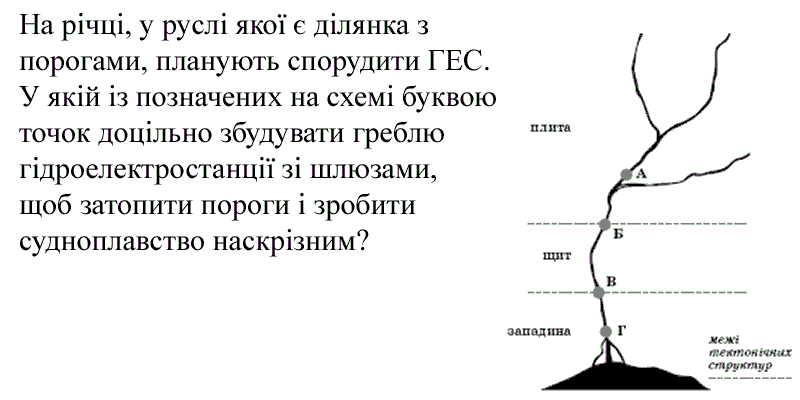 На річці, у руслі якої є ділянка з
порогами, планують спорудити ГЕС.
У якій із позначених на схемі буквою
точок доцільно збудувати греблю
гідроелектростанції зі шлюзами,
щоб затопити пороги і зробити
судноплавство наскрізним?
плита
А
Б
щит
В
западина
Г
межі
тектонічних
структур